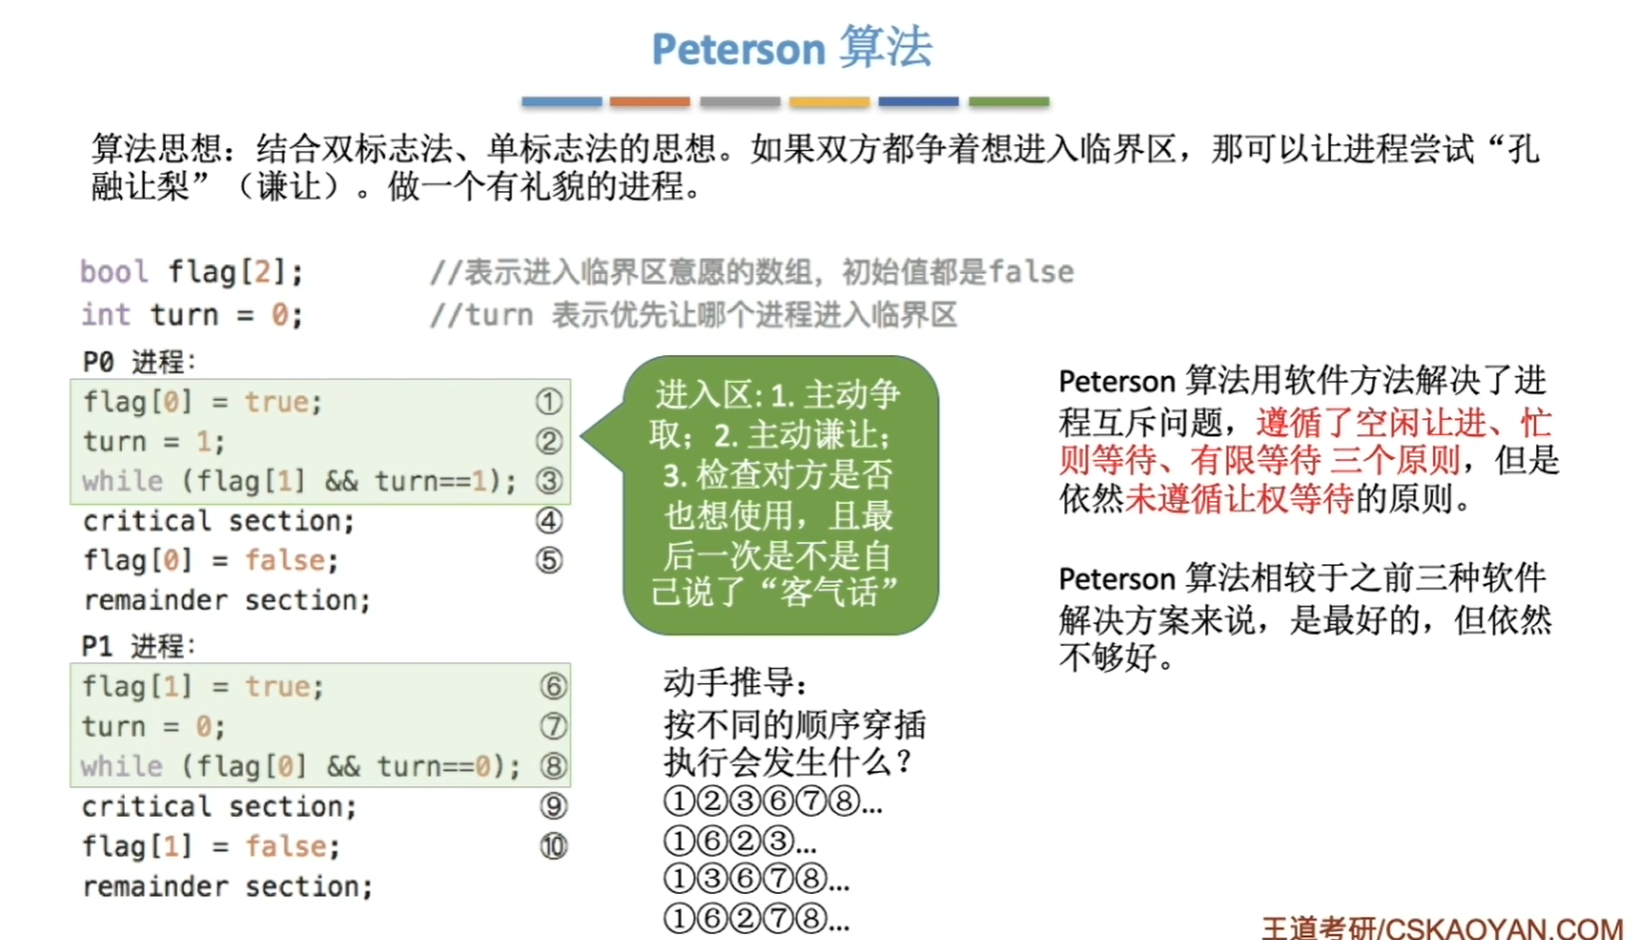 Peterson 算法
算法思想：结合双标志法、单标志法的思想。如果双方都争着想进入临界区，那可以让进程尝试“孔
融让梨”（谦让）。做一个有礼貌的进程。
bool flag[2]; //表示进入临界区意愿的数组，初始值都是false
int turn = 0; //turn 表示优先让哪个进程进入临界区
P0 进程：
flag[0] = true; ①
turn = 1; ②
while (flag[1] && turn==1); ③
critical section; ④
flag[0] = false; ⑤
remainder section;
P1 进程：
flag[1] = true; ⑥
turn = 0; ⑦
while (flag[0] && turn==0); ⑧
critical section; ⑨
flag[1] = false; ⑩
remainder section;
进入区: 1. 主动争
取；2. 主动谦让；
3. 检查对方是否
也想使用，且最
后一次是不是自
己说了“客气话”
动手推导：
按不同的顺序穿插
执行会发生什么？
①②③⑥⑦⑧...
①⑥②③...
①③⑥⑦⑧...
①⑥②⑦⑧...
Peterson 算法用软件方法解决了进
程互斥问题，遵循了空闲让进、忙
则等待、有限等待 三个原则，但是
依然未遵循让权等待的原则。
Peterson 算法相较于之前三种软件
解决方案来说，是最好的，但依然
不够好。
王道考研/CSKAOYAN.COM